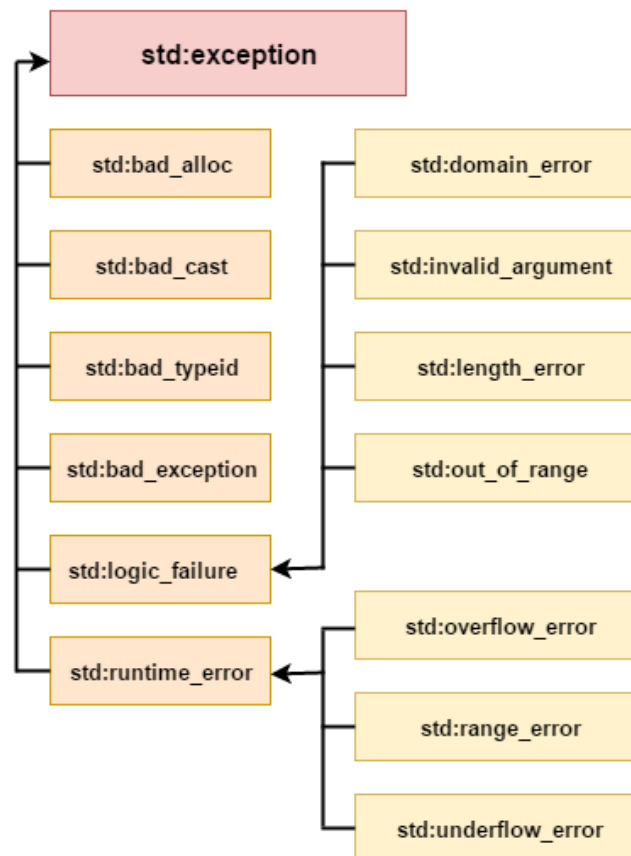 std:exception
std:bad_alloc
std:domain_error
std:bad_cast
std:invalid_argument
std:bad_typeid
std:length_error
std:bad_exception
std:out_of_range
std:logic_failure
std:overflow_error
std:runtime_error
std:range_error
std:underflow_error